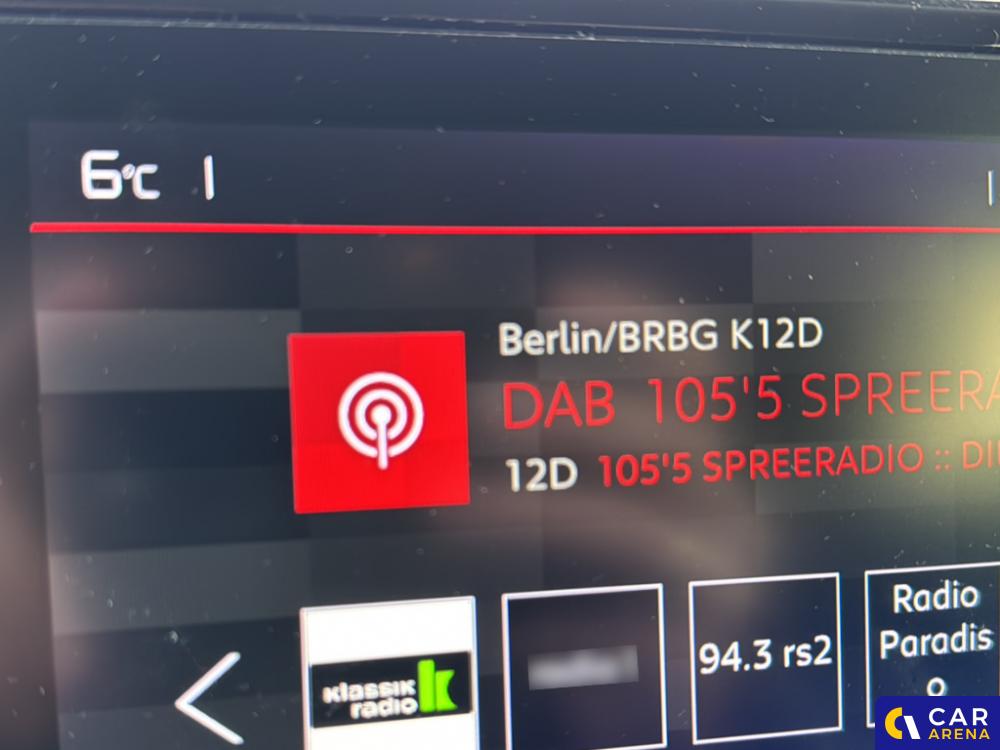 6°C
Berlin/BRBG K12D
DAB 105'5 SPREERA
12D 105'5 SPREERADIO :: DI
klassik
radio
94.3 rs2
Radio
Paradis
o
CAR
ARENA